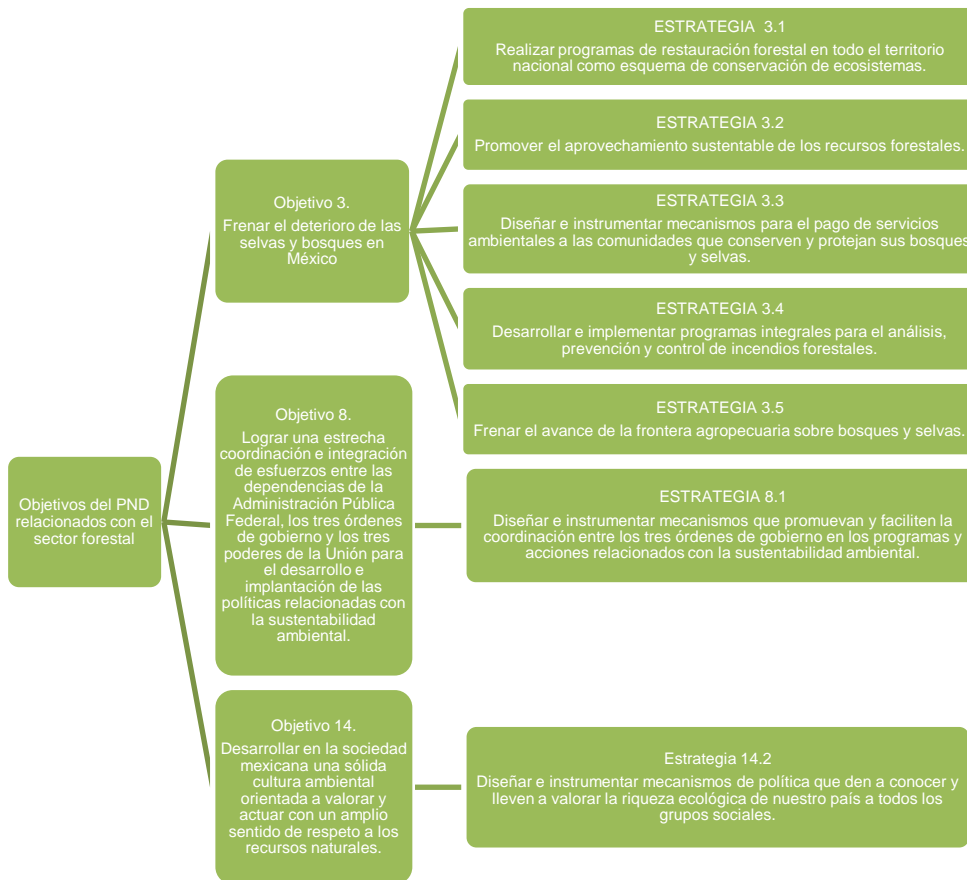 Objetivos del PND
relacionados con el
sector forestal
Objetivo 3.
Frenar el deterioro de las
selvas y bosques en
México
ESTRATEGIA 3.1
Realizar programas de restauración forestal en todo el territorio
nacional como esquema de conservación de ecosistemas.
ESTRATEGIA 3.2
Promover el aprovechamiento sustentable de los recursos forestales.
ESTRATEGIA 3.3
Diseñar e instrumentar mecanismos para el pago de servicios
ambientales a las comunidades que conserven y protejan sus bosques
y selvas.
ESTRATEGIA 3.4
Desarrollar e implementar programas integrales para el análisis,
prevención y control de incendios forestales.
ESTRATEGIA 3.5
Frenar el avance de la frontera agropecuaria sobre bosques y selvas.
Objetivo 8.
Lograr una estrecha
coordinación e integración
de esfuerzos entre las
dependencias de la
Administración Pública
Federal, los tres órdenes
de gobierno y los tres
poderes de la Unión para
el desarrollo e
implantación de las
políticas relacionadas con
la sustentabilidad
ambiental.
ESTRATEGIA 8.1
Diseñar e instrumentar mecanismos que promuevan y faciliten la
coordinación entre los tres órdenes de gobierno en los programas y
acciones relacionados con la sustentabilidad ambiental.
Objetivo 14.
Desarrollar en la sociedad
mexicana una sólida
cultura ambiental
orientada a valorar y
actuar con un amplio
sentido de respeto a los
recursos naturales.
Estrategia 14.2
Diseñar e instrumentar mecanismos de política que den a conocer y
lleven a valorar la riqueza ecológica de nuestro país a todos los
grupos sociales.